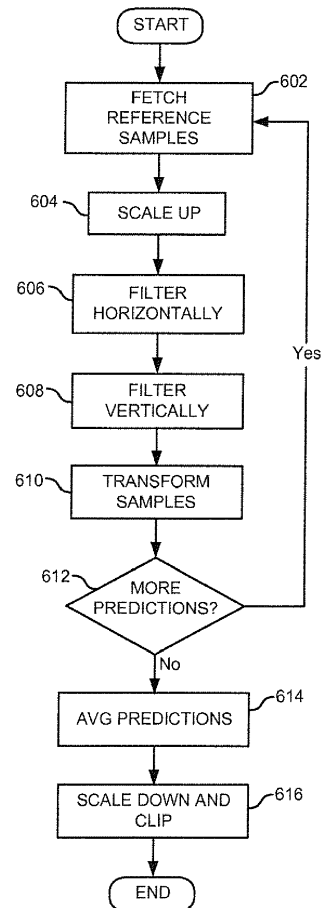 START
602
FETCH
REFERENCE
SAMPLES
604
SCALE UP
606
FILTER
HORIZONTALLY
Yes
608
FILTER
VERTICALLY
610
TRANSFORM
SAMPLES
612
MORE
PREDICTIONS?
No
614
AVG PREDICTIONS
616
SCALE DOWN AND
CLIP
END